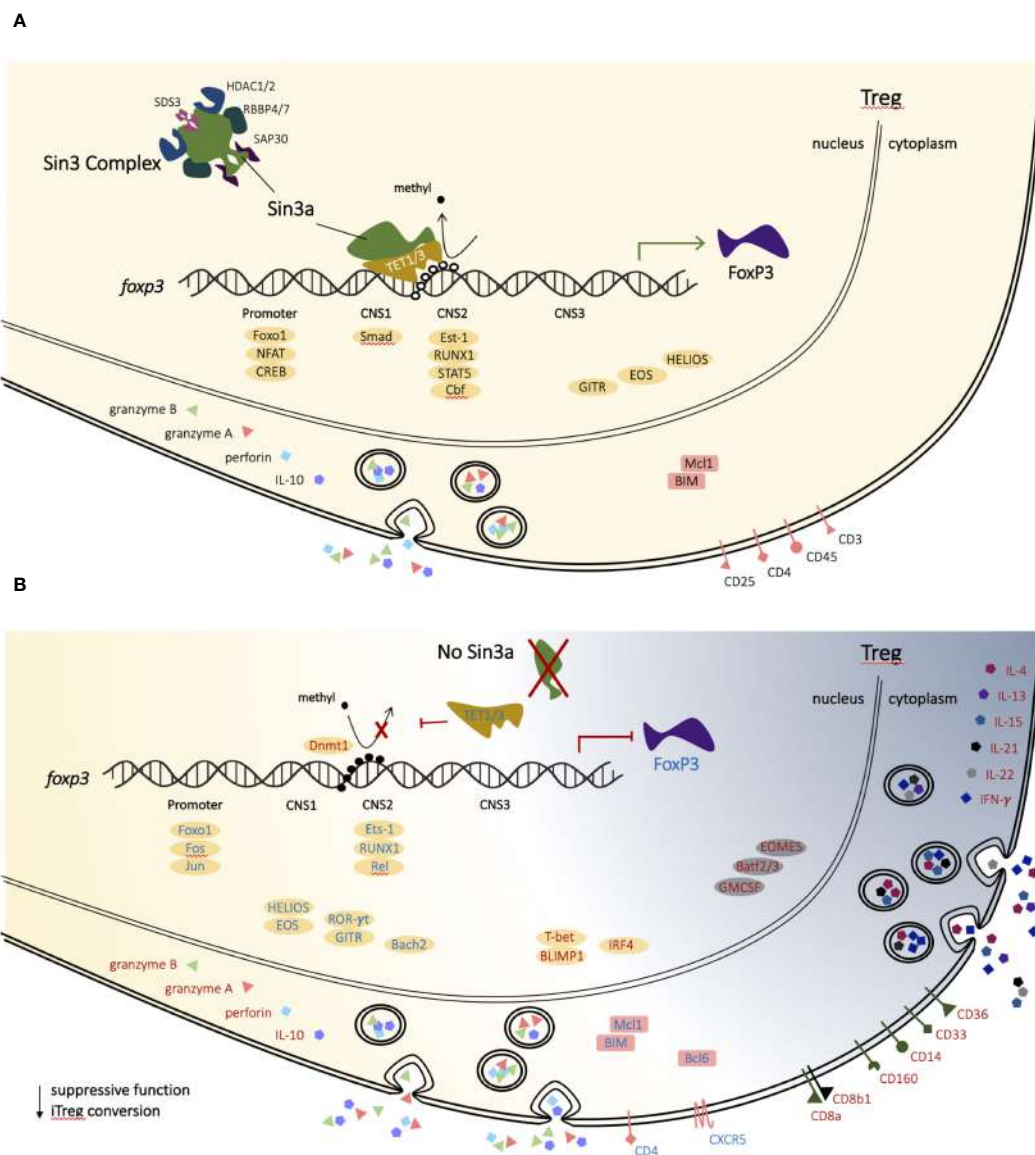 A
HDAC1/2
SDS3
RBBP4/7
SAP30
Sin3 Complex
Sin3a
methyl
TET1/3
Treg
nucleus
cytoplasm
FoxP3
foxp3
Promoter
CNS1
CNS2
CNS3
Foxo1
NFAT
CREB
Smad
Est-1
RUNX1
STAT5
Cbf
GITR
EOS
HELIOS
granzyme B
granzyme A
perforin
IL-10
Mcl1
BIM
CD25
CD4
CD45
CD3
B
No Sin3a
Treg
nucleus
cytoplasm
IL-4
IL-13
IL-15
IL-21
IL-22
IFN-γ
methyl
TET1/3
Dnmt1
FoxP3
foxp3
Promoter
CNS1
CNS2
CNS3
Foxo1
Fos
Jun
Ets-1
RUNX1
Rel
EOMES
Batf2/3
GMCSF
HELIOS
EOS
ROR-γt
GITR
Bach2
T-bet
BLIMP1
IRF4
granzyme B
granzyme A
perforin
IL-10
Mcl1
BIM
Bcl6
CD36
CD33
CD14
CD160
CD8b1
CD8a
CXCR5
CD4
↓ suppressive function
iTreg conversion